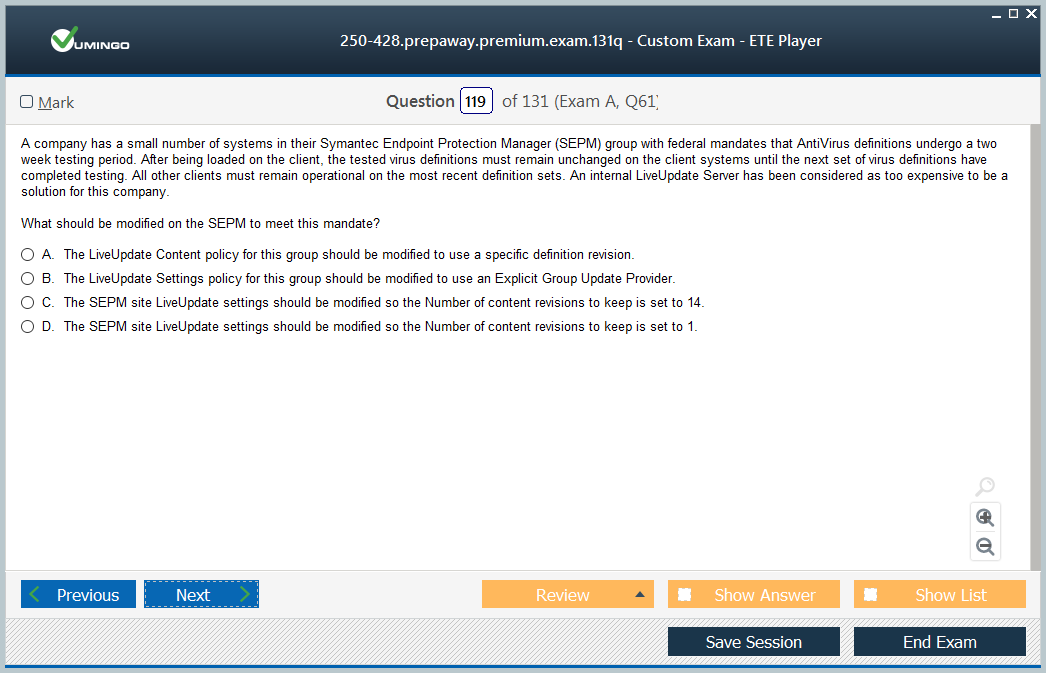 VUMINGO
250-428.prepaway.premium.exam.131q - Custom Exam - ETE Player
Mark
Question 119 of 131 (Exam A, Q61)
A company has a small number of systems in their Symantec Endpoint Protection Manager (SEPM) group with federal mandates that AntiVirus definitions undergo a two
week testing period. After being loaded on the client, the tested virus definitions must remain unchanged on the client systems until the next set of virus definitions have
completed testing. All other clients must remain operational on the most recent definition sets. An internal LiveUpdate Server has been considered as too expensive to be a
solution for this company.
What should be modified on the SEPM to meet this mandate?
A. The LiveUpdate Content policy for this group should be modified to use a specific definition revision.
B. The LiveUpdate Settings policy for this group should be modified to use an Explicit Group Update Provider.
C. The SEPM site LiveUpdate settings should be modified so the Number of content revisions to keep is set to 14.
D. The SEPM site LiveUpdate settings should be modified so the Number of content revisions to keep is set to 1.
Previous
Next
Review
Show Answer
Show List
Save Session
End Exam